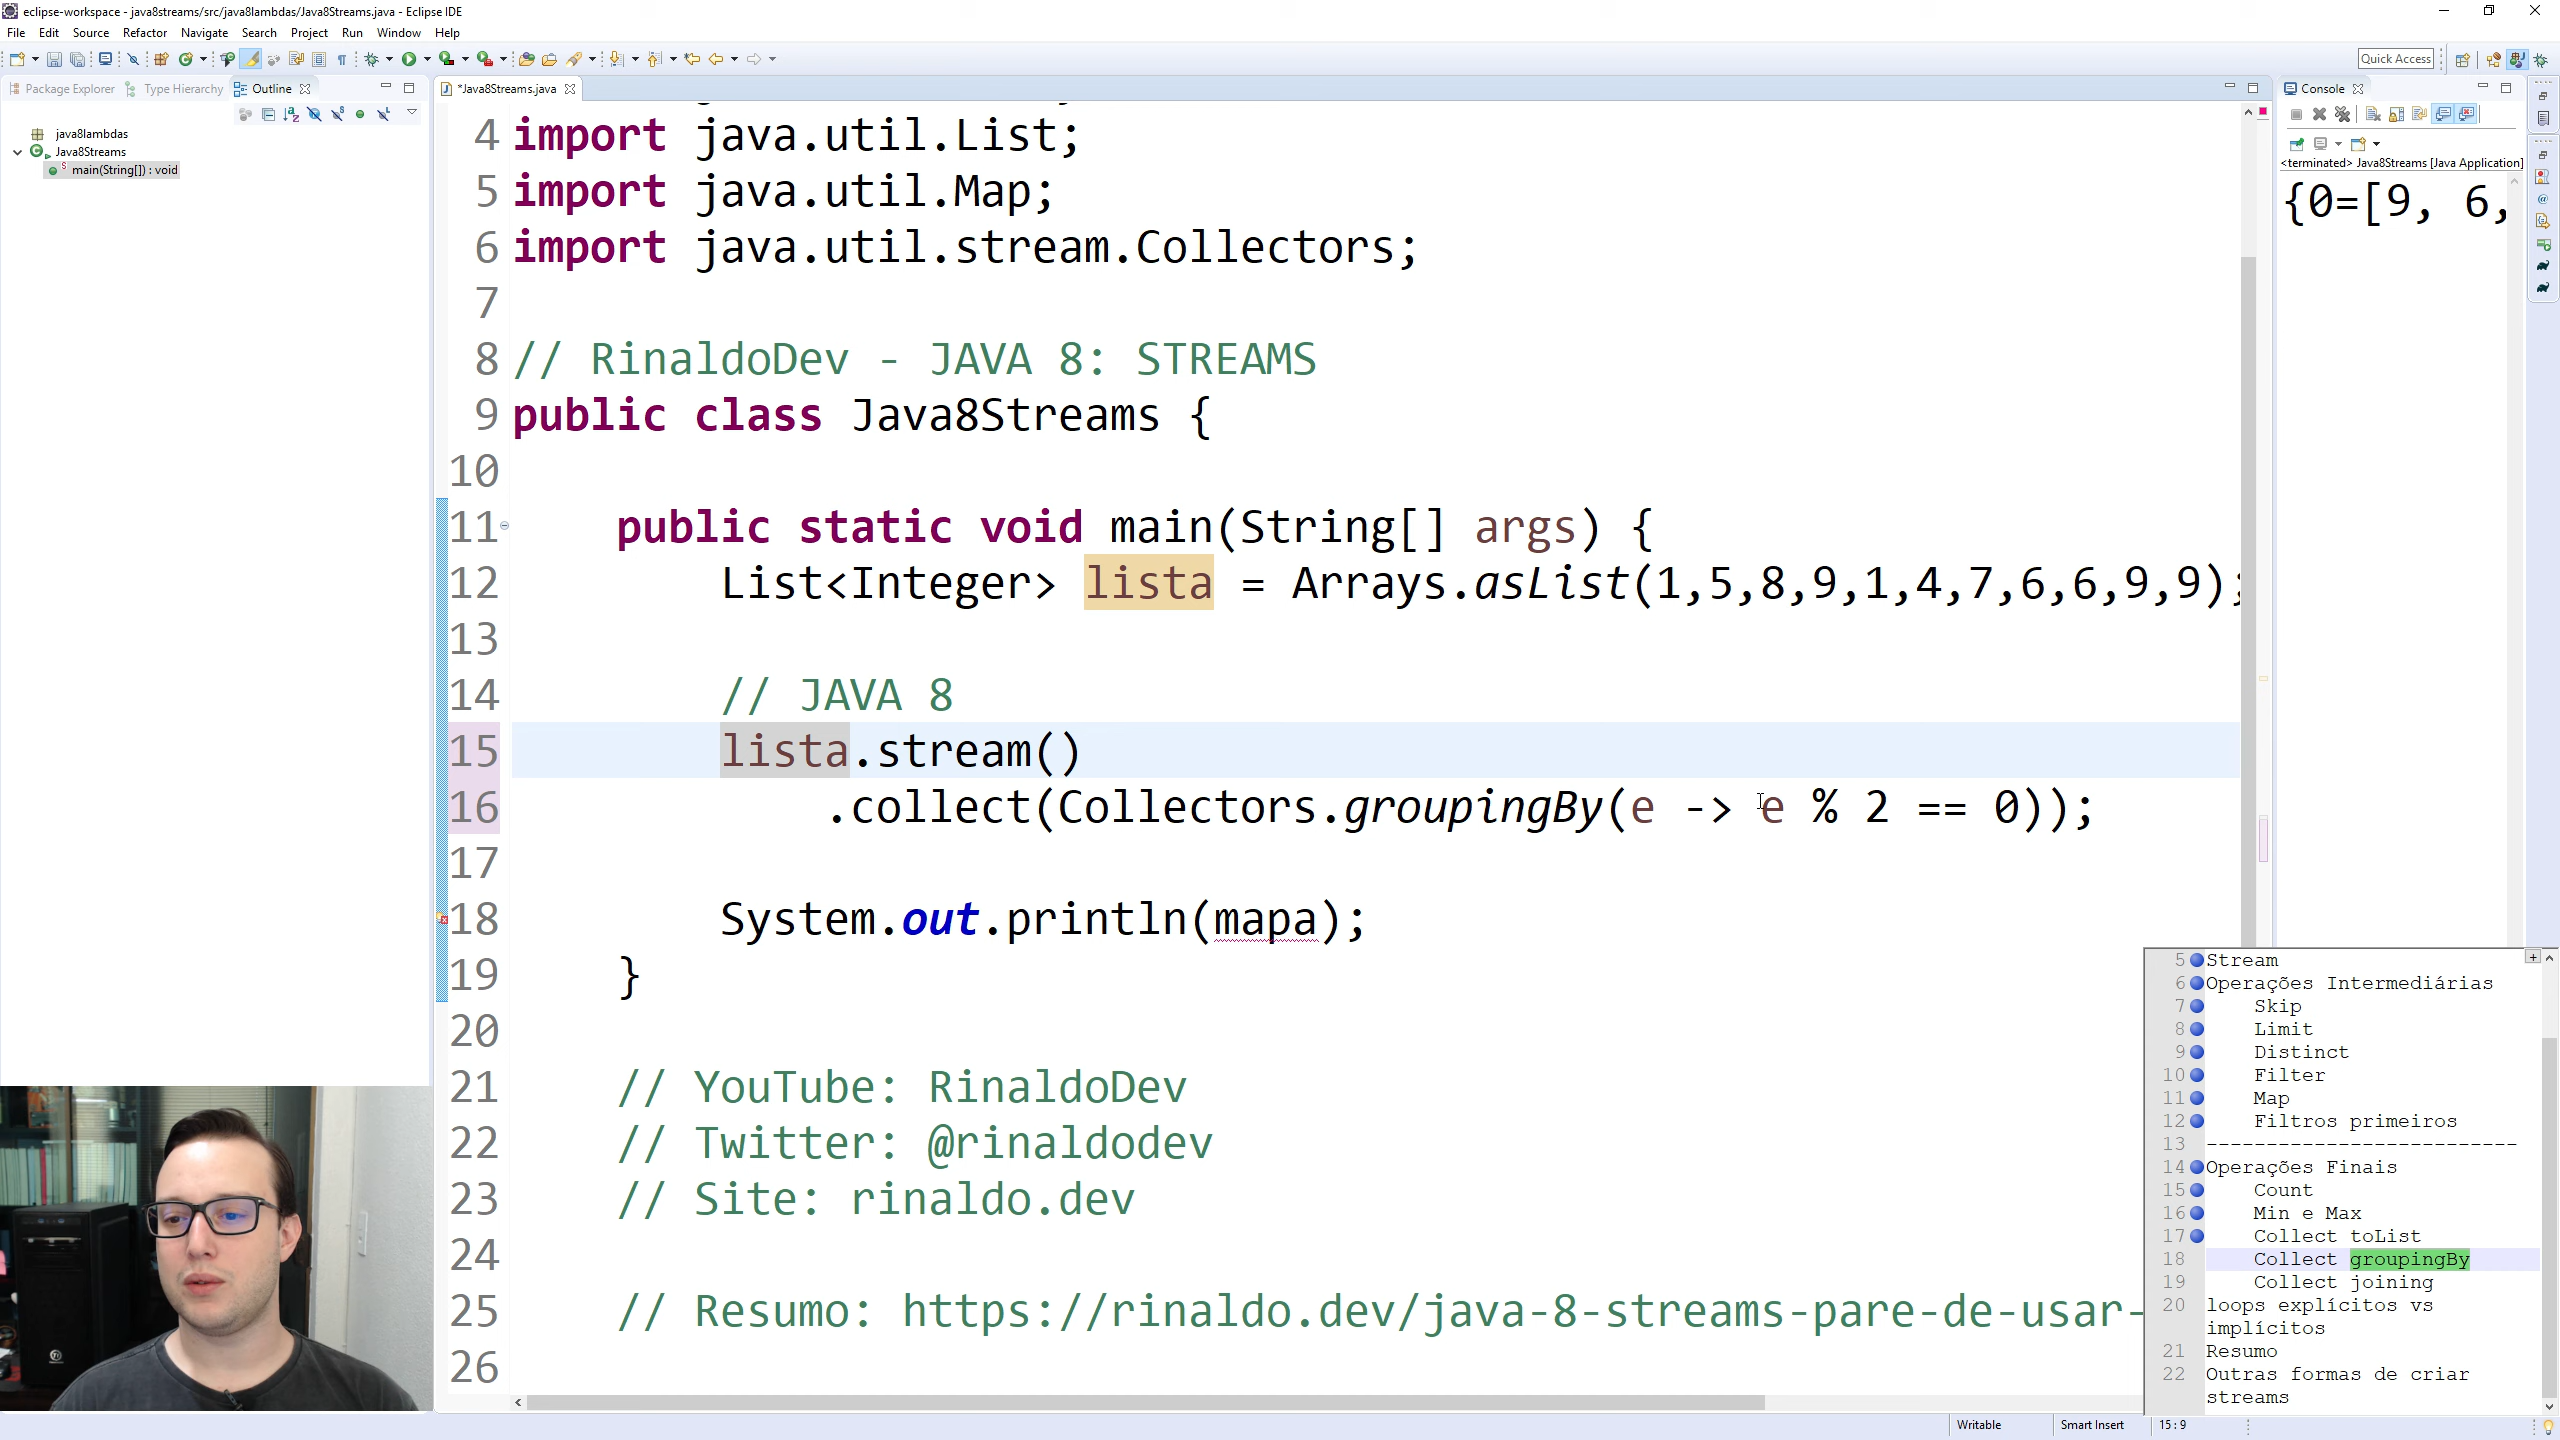 eclipse-workspace - java8streams/src/java8lambdas/Java8Streams.java - Eclipse IDE
File Edit Source Refactor Navigate Search Project Run Window Help
Quick Access
Package Explorer Type Hierarchy Outline
java8lambdas
Java8Streams
main(String[]) : void
*Java8Streams.java
4 import java.util.List;
5 import java.util.Map;
6 import java.util.stream.Collectors;
7
8 // RinaldoDev - JAVA 8: STREAMS
9 public class Java8Streams {
10
11 public static void main(String[] args) {
12 List<Integer> lista = Arrays.asList(1,5,8,9,1,4,7,6,6,9,9);
13
14 // JAVA 8
15 lista.stream()
16 .collect(Collectors.groupingBy(e -> e % 2 == 0));
17
18 System.out.println(mapa);
19 }
20
21 // YouTube: RinaldoDev
22 // Twitter: @rinaldodev
23 // Site: rinaldo.dev
24
25 // Resumo: https://rinaldo.dev/java-8-streams-pare-de-usar-
26
Console
<terminated> Java8Streams [Java Application]
{0=[9, 6,
5 Stream
6 Operações Intermediárias
7 Skip
8 Limit
9 Distinct
10 Filter
11 Map
12 Filtros primeiros
13 --------------------------
14 Operações Finais
15 Count
16 Min e Max
17 Collect toList
18 Collect groupingBy
19 Collect joining
20 loops explícitos vs
implícitos
21 Resumo
22 Outras formas de criar
streams
Writable Smart Insert 15 : 9